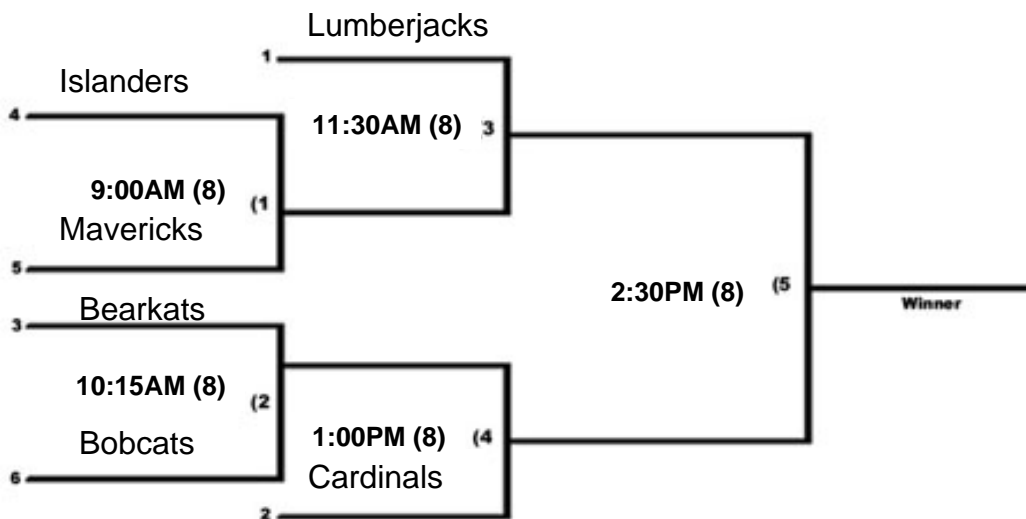 Lumberjacks
1
Islanders
4
11:30AM (8) 3
9:00AM (8) (1
Mavericks
5
2:30PM (8) (5
Winner
Bearkats
3
10:15AM (8) (2
Bobcats
1:00PM (8) (4
Cardinals
6
2